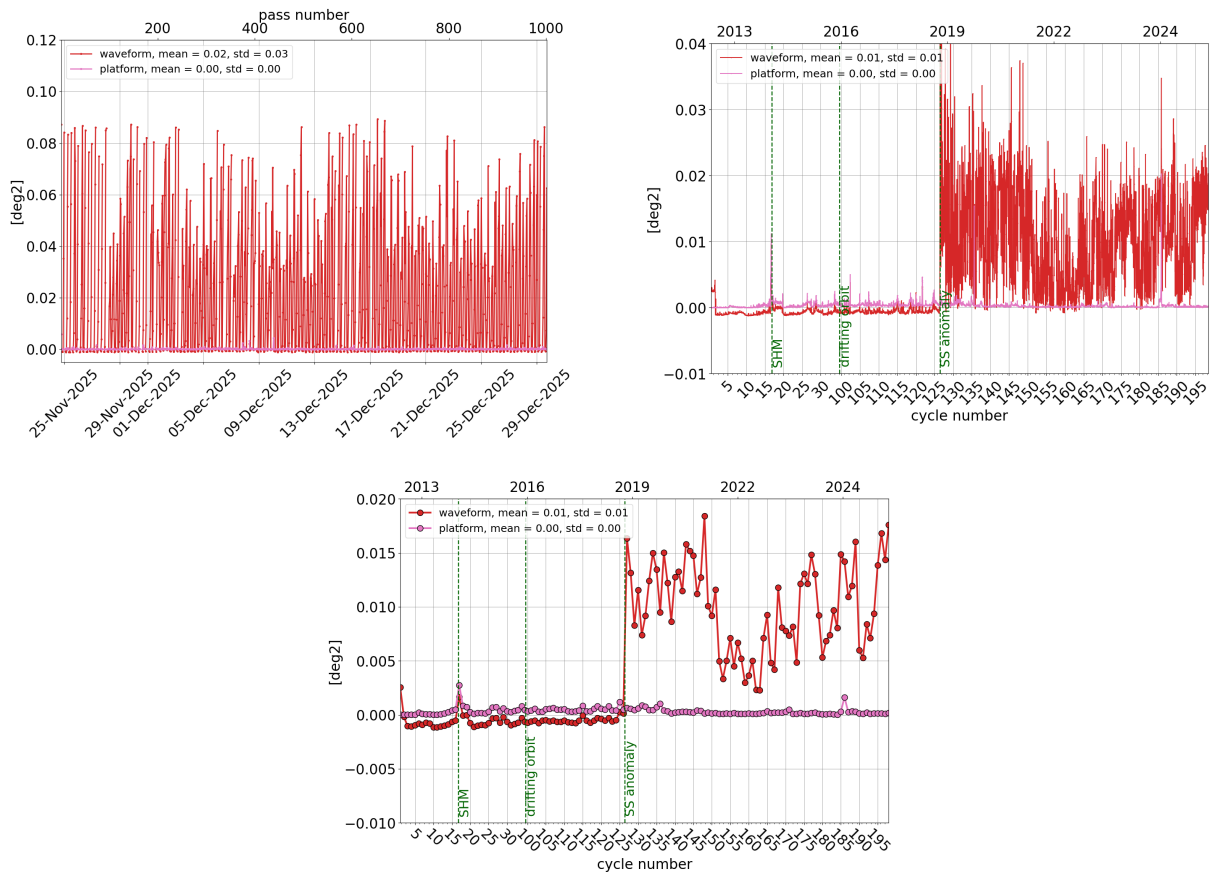 pass number
200 400 600 800 1000
0.12
0.10
0.08
0.06
0.04
0.02
0.00
[deg2]
waveform, mean = 0.02, std = 0.03
platform, mean = 0.00, std = 0.00
25-Nov-2025 29-Nov-2025 01-Dec-2025 05-Dec-2025 09-Dec-2025 13-Dec-2025 17-Dec-2025 21-Dec-2025 25-Dec-2025 29-Dec-2025
2013 2016 2019 2022 2024
0.04
0.03
0.02
0.01
0.00
−0.01
[deg2]
waveform, mean = 0.01, std = 0.01
platform, mean = 0.00, std = 0.00
SHM
drifting orbit
SS anomaly
5 10 15 20 25 30 100 105 110 115 120 125 130 135 140 145 150 155 160 165 170 175 180 185 190 195
cycle number
2013 2016 2019 2022 2024
0.020
0.015
0.010
0.005
0.000
−0.005
−0.010
[deg2]
waveform, mean = 0.01, std = 0.01
platform, mean = 0.00, std = 0.00
SHM
drifting orbit
SS anomaly
5 10 15 20 25 30 100 105 110 115 120 125 130 135 140 145 150 155 160 165 170 175 180 185 190 195
cycle number